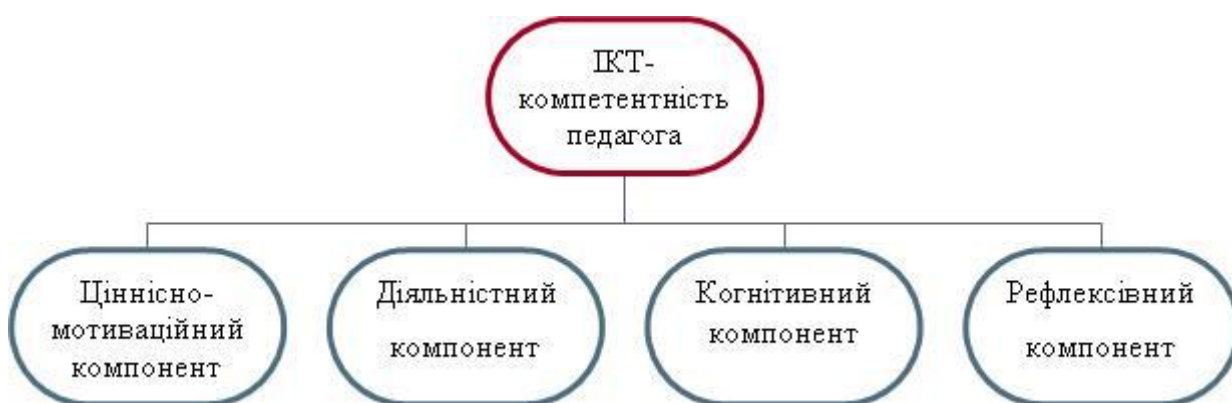 ІКТ-
компетентність
педагога
Ціннісно-
мотиваційний
компонент
Діяльністний
компонент
Когнітивний
компонент
Рефлексівний
компонент